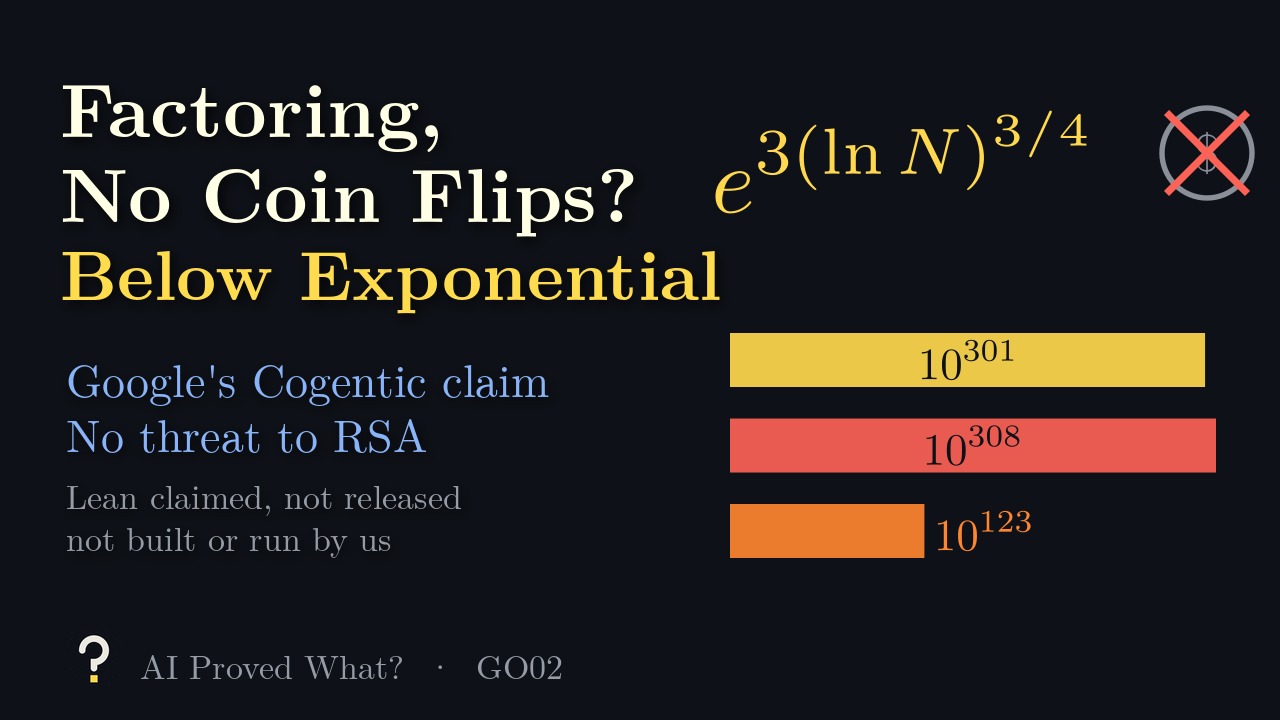 Factoring,
No Coin Flips?
Below Exponential
e^{3(ln N)^{3/4}}
Google's Cogentic claim
No threat to RSA
Lean claimed, not released
not built or run by us
10^{301}
10^{308}
10^{123}
? AI Proved What? · GO02